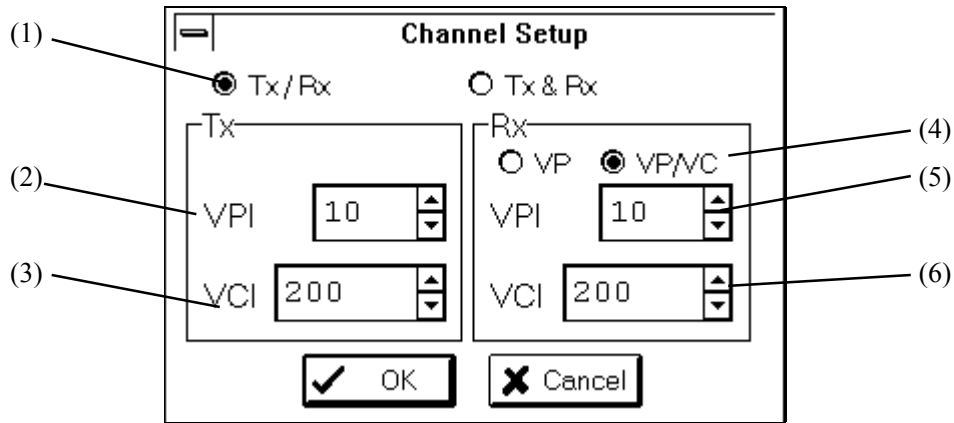 Channel Setup
(1)
Tx / Rx
Tx & Rx
Tx
Rx
VP
VP/VC
(4)
(2)
VPI
10
VPI
10
(5)
(3)
VCI
200
VCI
200
(6)
OK
Cancel